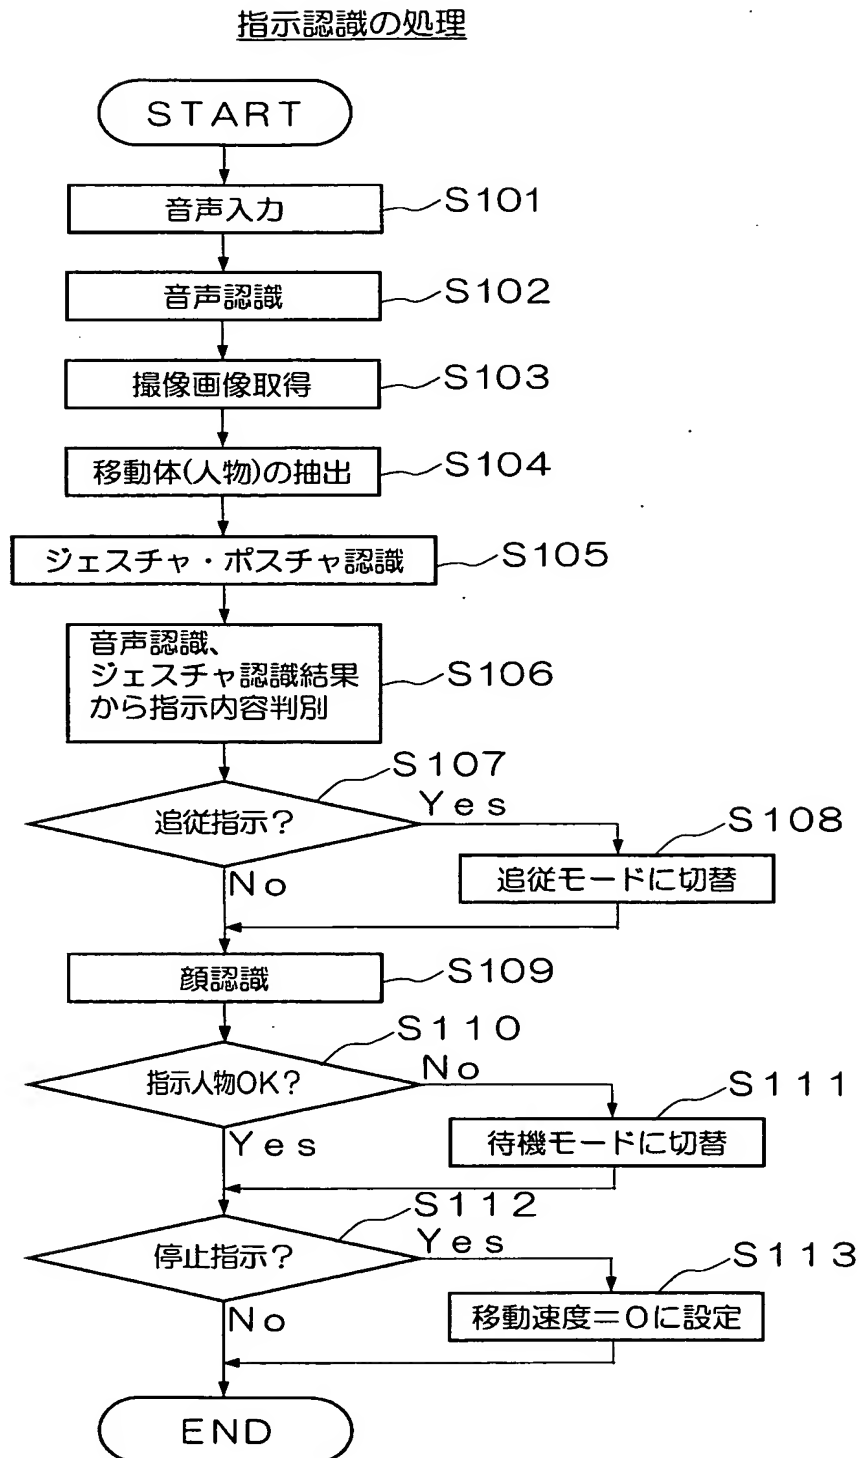 指示認識の処理
START
音声入力
S101
音声認識
S102
撮像画像取得
S103
移動体(人物)の抽出
S104
ジェスチャ・ポスチャ認識
S105
音声認識、
ジェスチャ認識結果
から指示内容判別
S106
追従指示？
S107
Yes
No
追従モードに切替
S108
顔認識
S109
指示人物OK？
S110
No
Yes
待機モードに切替
S111
停止指示？
S112
Yes
No
移動速度＝0に設定
S113
END